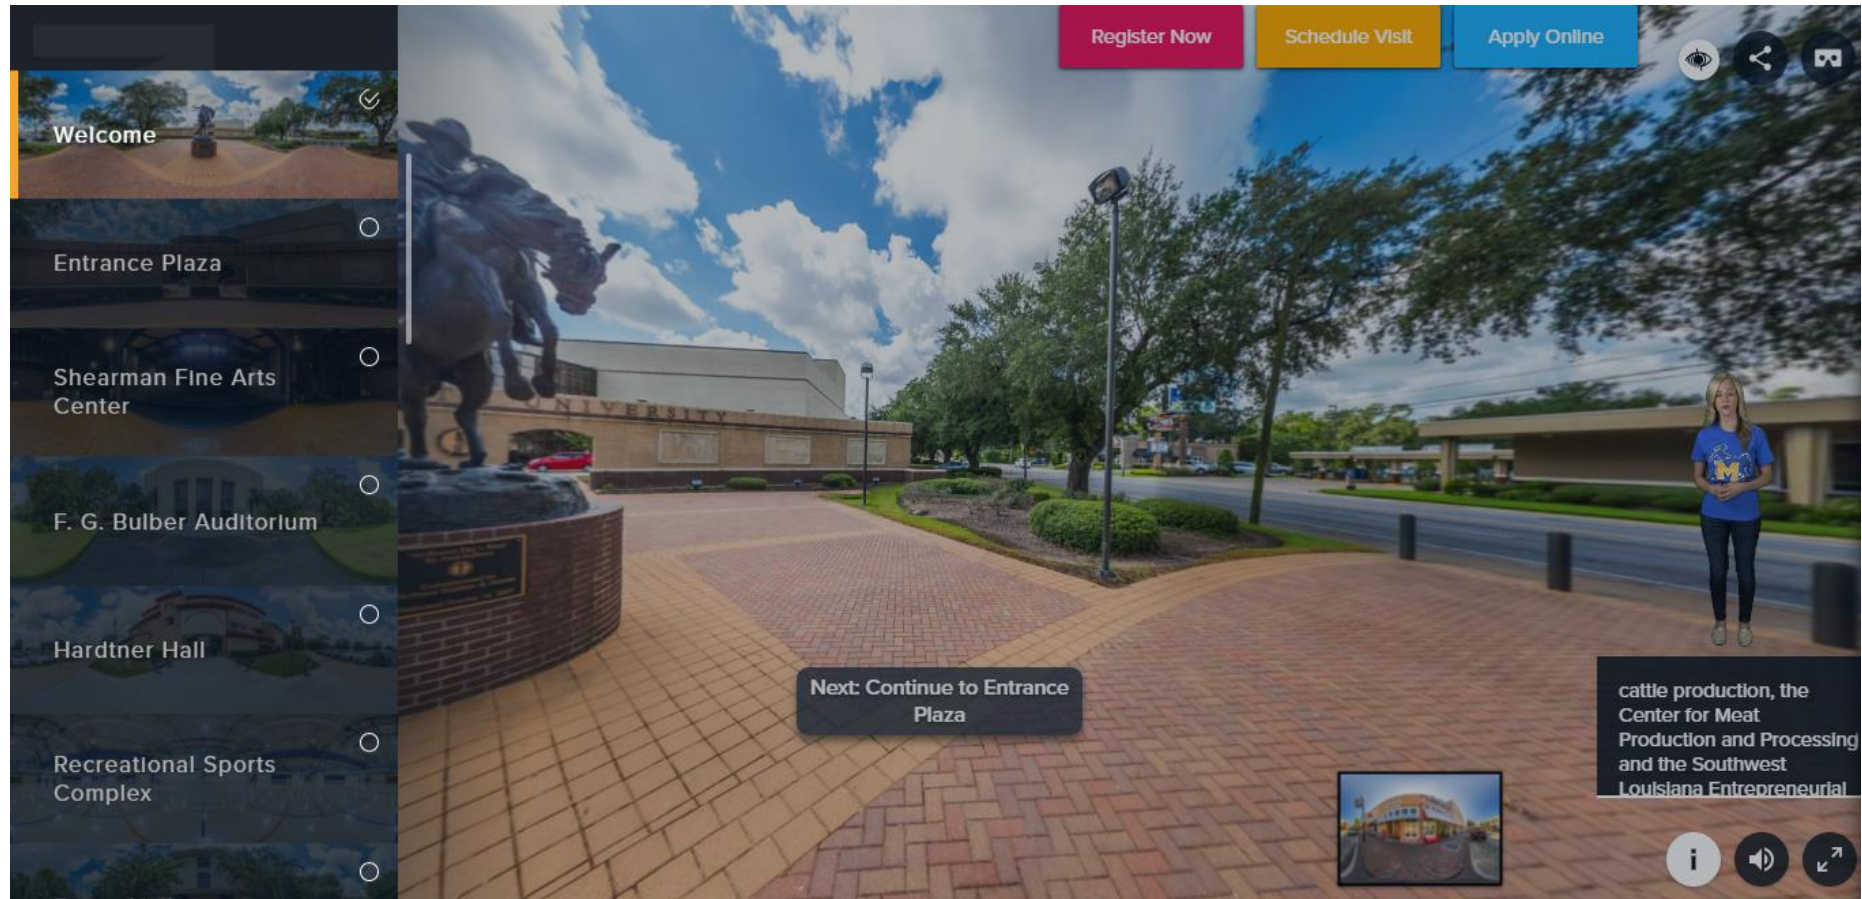 Register Now
Schedule Visit
Apply Online
Welcome
Entrance Plaza
Shearman Fine Arts
Center
F. G. Bulber Auditorium
Hardtner Hall
Recreational Sports
Complex
UNIVERSITY
M
Next: Continue to Entrance
Plaza
cattle production, the
Center for Meat
Production and Processing
and the Southwest
Louisiana Entrepreneurial
i